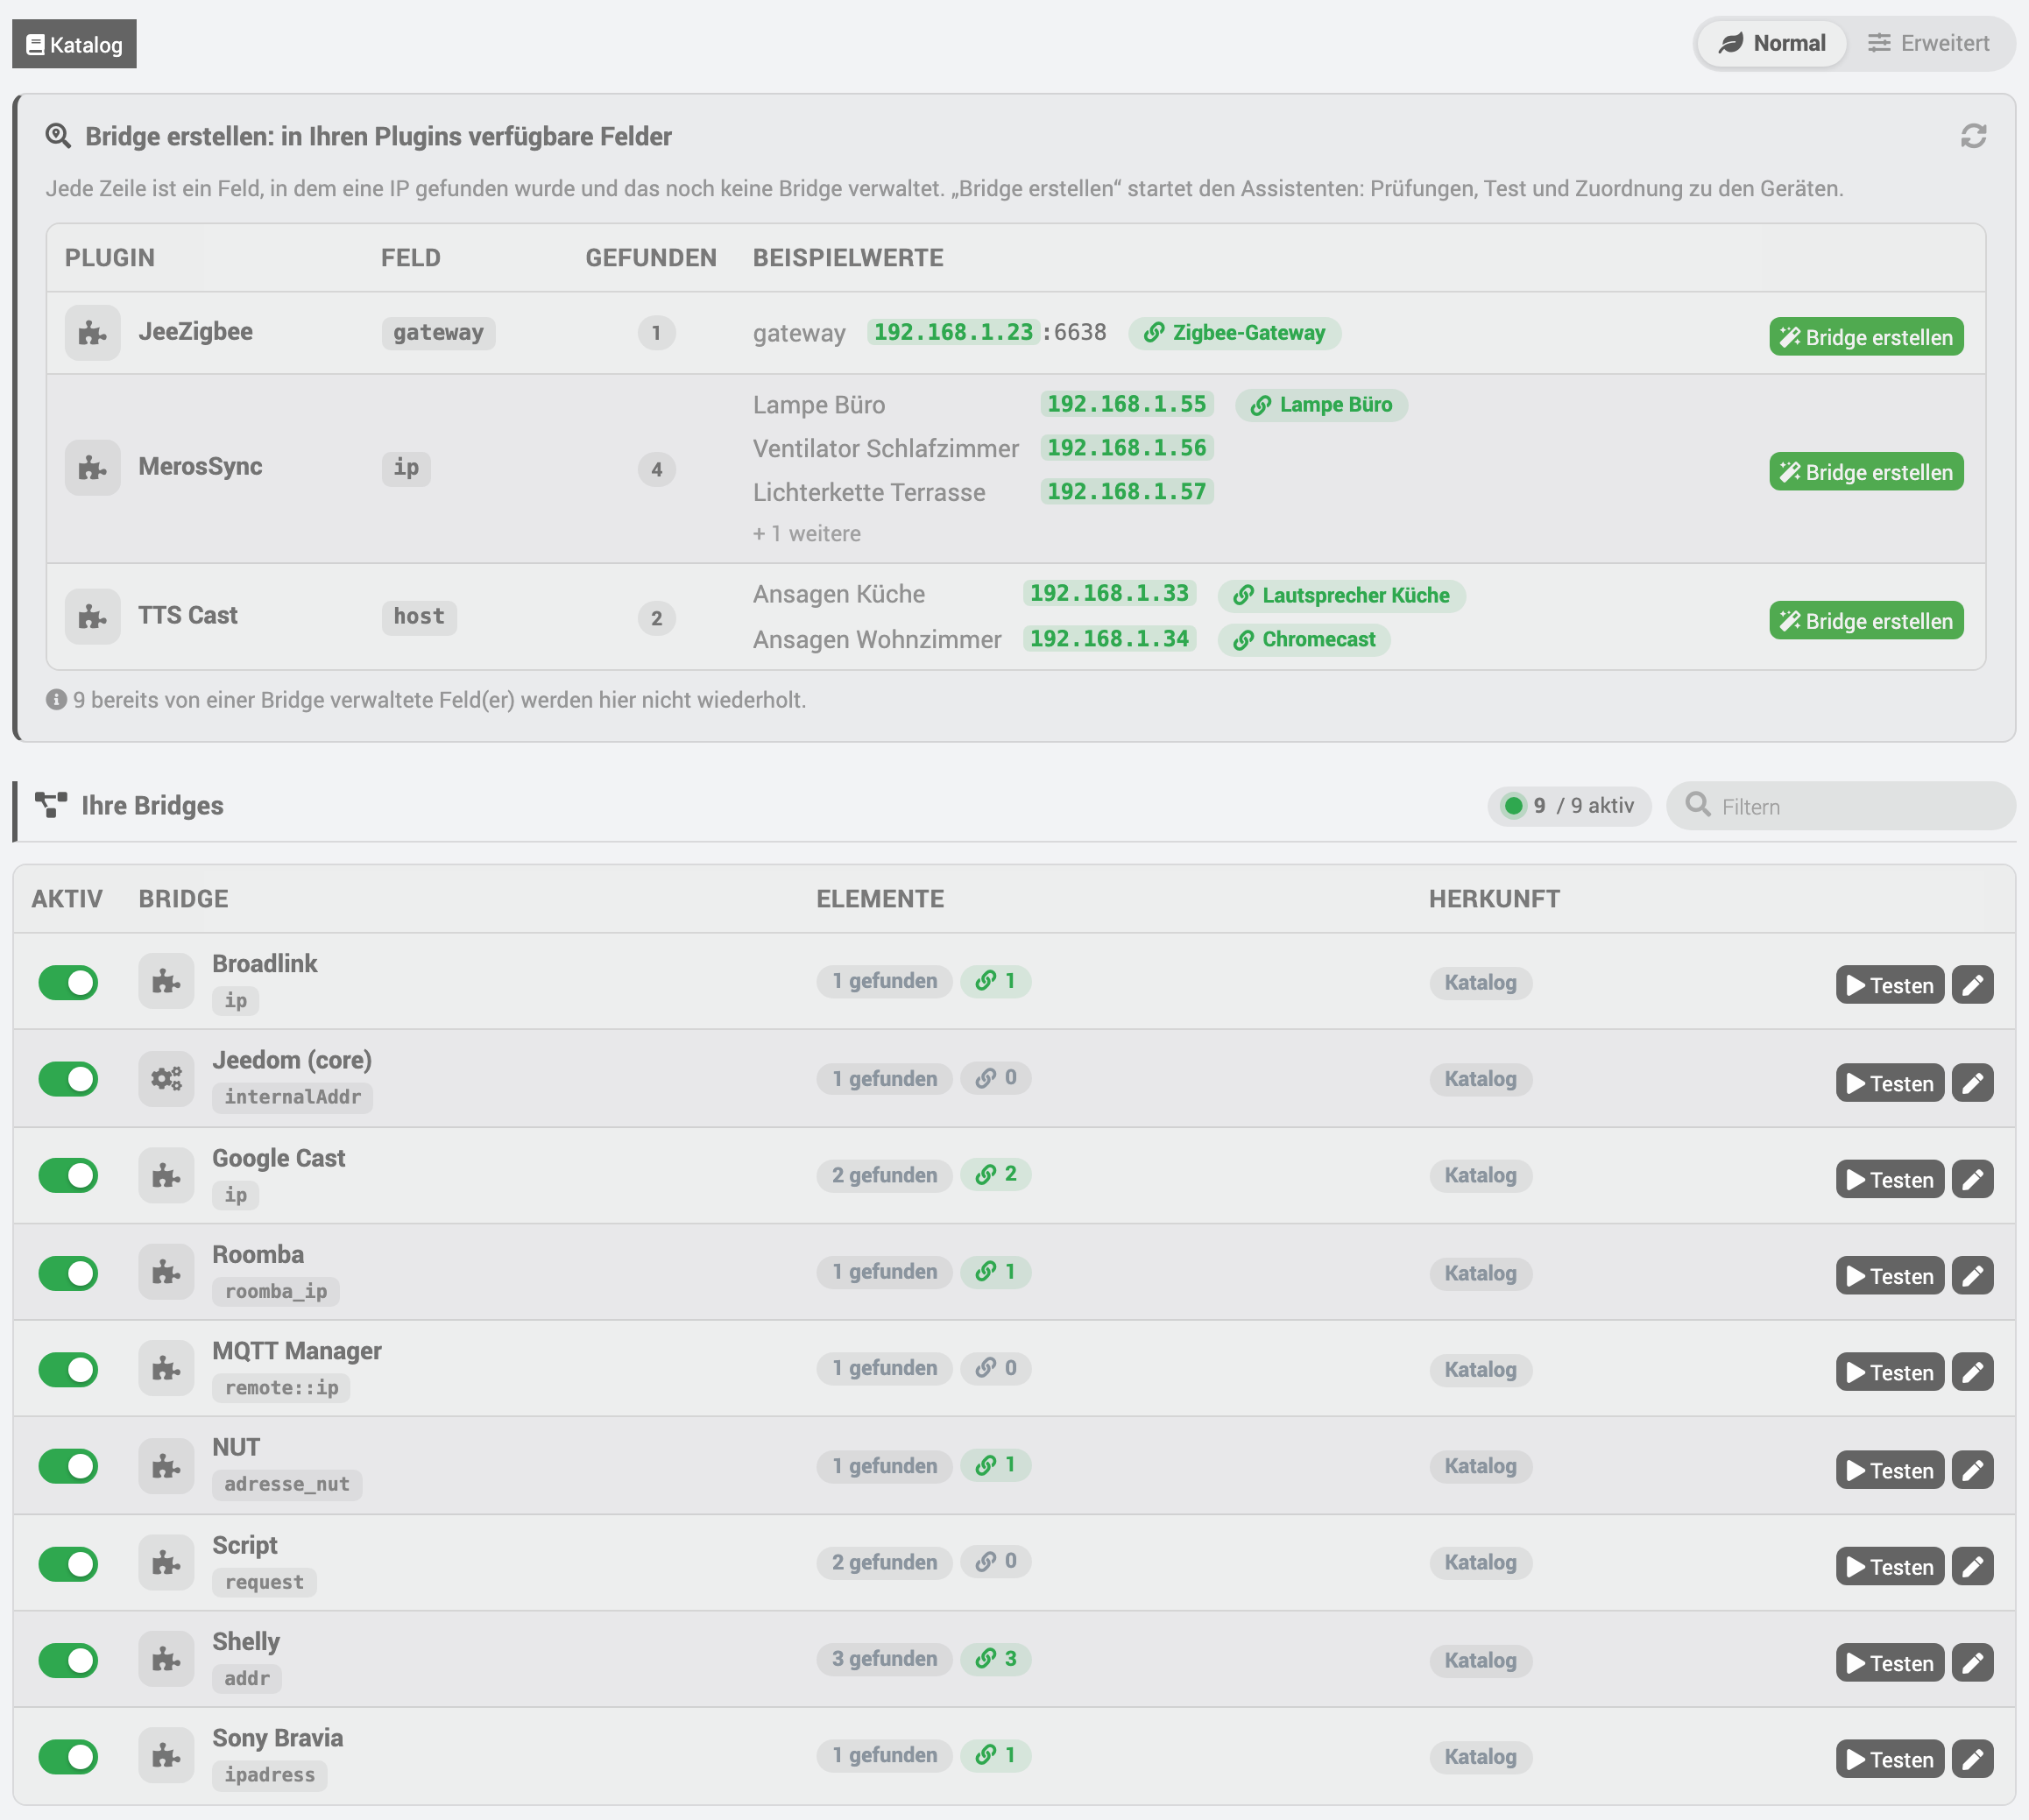 Katalog
Normal
Erweitert
Bridge erstellen: in Ihren Plugins verfügbare Felder
Jede Zeile ist ein Feld, in dem eine IP gefunden wurde und das noch keine Bridge verwaltet. „Bridge erstellen“ startet den Assistenten: Prüfungen, Test und Zuordnung zu den Geräten.
PLUGIN FELD GEFUNDEN BEISPIELWERTE
JeeZigbee gateway 1 gateway 192.168.1.23:6638 Zigbee-Gateway Bridge erstellen
MerosSync ip 4 Bridge erstellen
Lampe Büro 192.168.1.55 Lampe Büro
Ventilator Schlafzimmer 192.168.1.56
Lichterkette Terrasse 192.168.1.57
+ 1 weitere
TTS Cast host 2 Bridge erstellen
Ansagen Küche 192.168.1.33 Lautsprecher Küche
Ansagen Wohnzimmer 192.168.1.34 Chromecast
9 bereits von einer Bridge verwaltete Feld(er) werden hier nicht wiederholt.
Ihre Bridges
9 / 9 aktiv
Filtern
AKTIV BRIDGE ELEMENTE HERKUNFT
Broadlink
ip
1 gefunden 1 Katalog Testen
Jeedom (core)
internalAddr
1 gefunden 0 Katalog Testen
Google Cast
ip
2 gefunden 2 Katalog Testen
Roomba
roomba_ip
1 gefunden 1 Katalog Testen
MQTT Manager
remote::ip
1 gefunden 0 Katalog Testen
NUT
adresse_nut
1 gefunden 1 Katalog Testen
Script
request
2 gefunden 0 Katalog Testen
Shelly
addr
3 gefunden 3 Katalog Testen
Sony Bravia
ipadress
1 gefunden 1 Katalog Testen